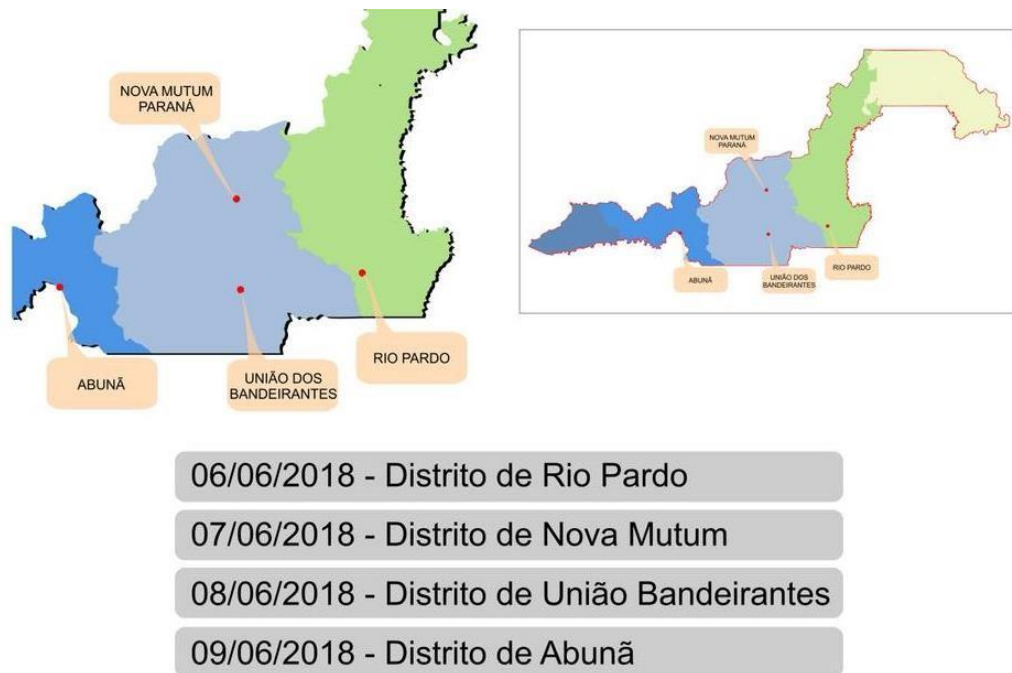 NOVA MUTUM
PARANÁ
ABUNÃ
UNIÃO DOS
BANDEIRANTES
RIO PARDO
NOVA MUTUM
PARANÁ
ABUNÃ
UNIÃO DOS
BANDEIRANTES
RIO PARDO
06/06/2018 - Distrito de Rio Pardo
07/06/2018 - Distrito de Nova Mutum
08/06/2018 - Distrito de União Bandeirantes
09/06/2018 - Distrito de Abunã